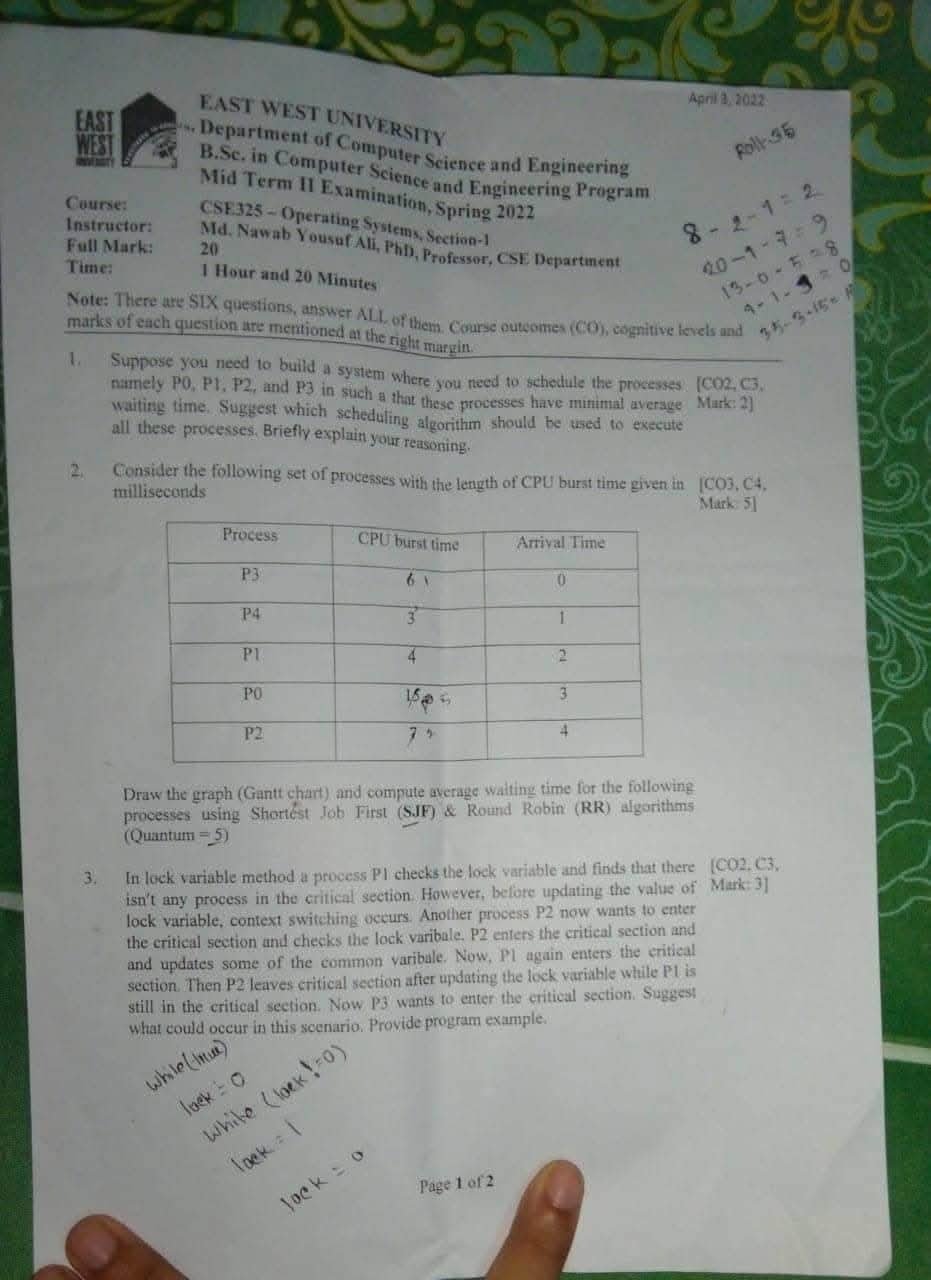 April 3, 2022
EAST WEST UNIVERSITY
EAST
WEST
UNIVERSITY
Department of Computer Science and Engineering
Roll-35
B.Sc. in Computer Science and Engineering Program
Mid Term II Examination, Spring 2022
Course: CSE325 – Operating Systems, Section-1
Instructor: Md. Nawab Yousuf Ali, PhD, Professor, CSE Department
Full Mark: 20
Time: 1 Hour and 20 Minutes
8 - 2 - 4 = 2
20 - 4 - 7 = 9
13 - 0 - 5 = 8
Note: There are SIX questions, answer ALL of them. Course outcomes (CO), cognitive levels and
marks of each question are mentioned at the right margin.
1. Suppose you need to build a system where you need to schedule the processes [CO2, C3,
namely P0, P1, P2, and P3 in such a that these processes have minimal average Mark: 2]
waiting time. Suggest which scheduling algorithm should be used to execute
all these processes. Briefly explain your reasoning.
2. Consider the following set of processes with the length of CPU burst time given in [CO3, C4,
milliseconds Mark: 5]
Process CPU burst time Arrival Time
P3 6 1 0
P4 3 1
P1 4 2
P0 15 5 3
P2 7 2 4
Draw the graph (Gantt chart) and compute average waiting time for the following
processes using Shortest Job First (SJF) & Round Robin (RR) algorithms
(Quantum = 5)
3. In lock variable method a process P1 checks the lock variable and finds that there [CO2, C3,
isn't any process in the critical section. However, before updating the value of Mark: 3]
lock variable, context switching occurs. Another process P2 now wants to enter
the critical section and checks the lock varibale. P2 enters the critical section and
and updates some of the common varibale. Now, P1 again enters the critical
section. Then P2 leaves critical section after updating the lock variable while P1 is
still in the critical section. Now P3 wants to enter the critical section. Suggest
what could occur in this scenario. Provide program example.
while(true)
lock = 0
while (lock != 0)
lock = 1
lock = 0
Page 1 of 2